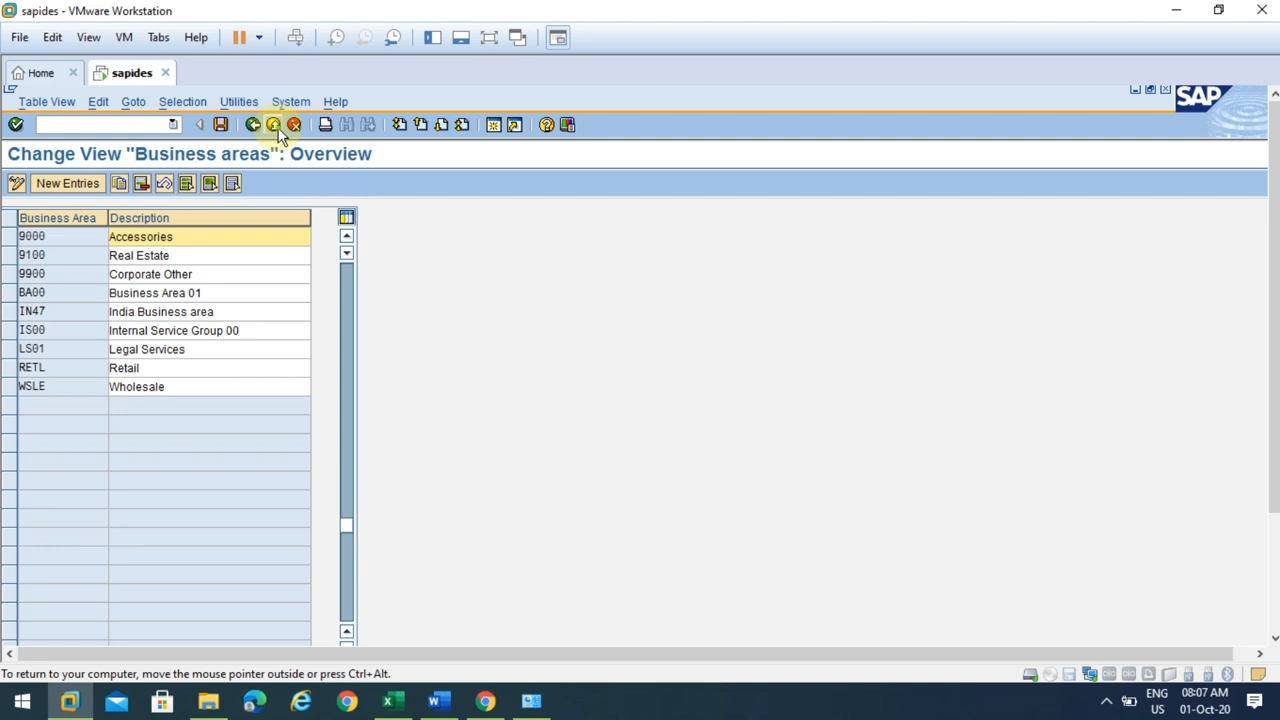 sapides - VMware Workstation
File Edit View VM Tabs Help
Home sapides
SAP
Table View Edit Goto Selection Utilities System Help
Change View "Business areas": Overview
New Entries
Business Area Description
9000 Accessories
9100 Real Estate
9900 Corporate Other
BA00 Business Area 01
IN47 India Business area
IS00 Internal Service Group 00
LS01 Legal Services
RETL Retail
WSLE Wholesale
To return to your computer, move the mouse pointer outside or press Ctrl+Alt.
ENG 08:07 AM
US 01-Oct-20